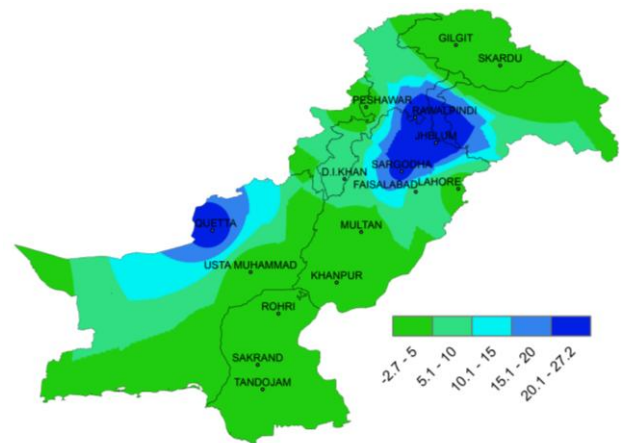 GILGIT
SKARDU
PESHAWAR
RAWALPINDI
JHELUM
SARGODHA
D.I.KHAN
FAISALABAD
LAHORE
QUETTA
MULTAN
USTA MUHAMMAD
KHANPUR
ROHRI
SAKRAND
TANDOJAM
-2.7 - 5
5.1 - 10
10.1 - 15
15.1 - 20
20.1 - 27.2